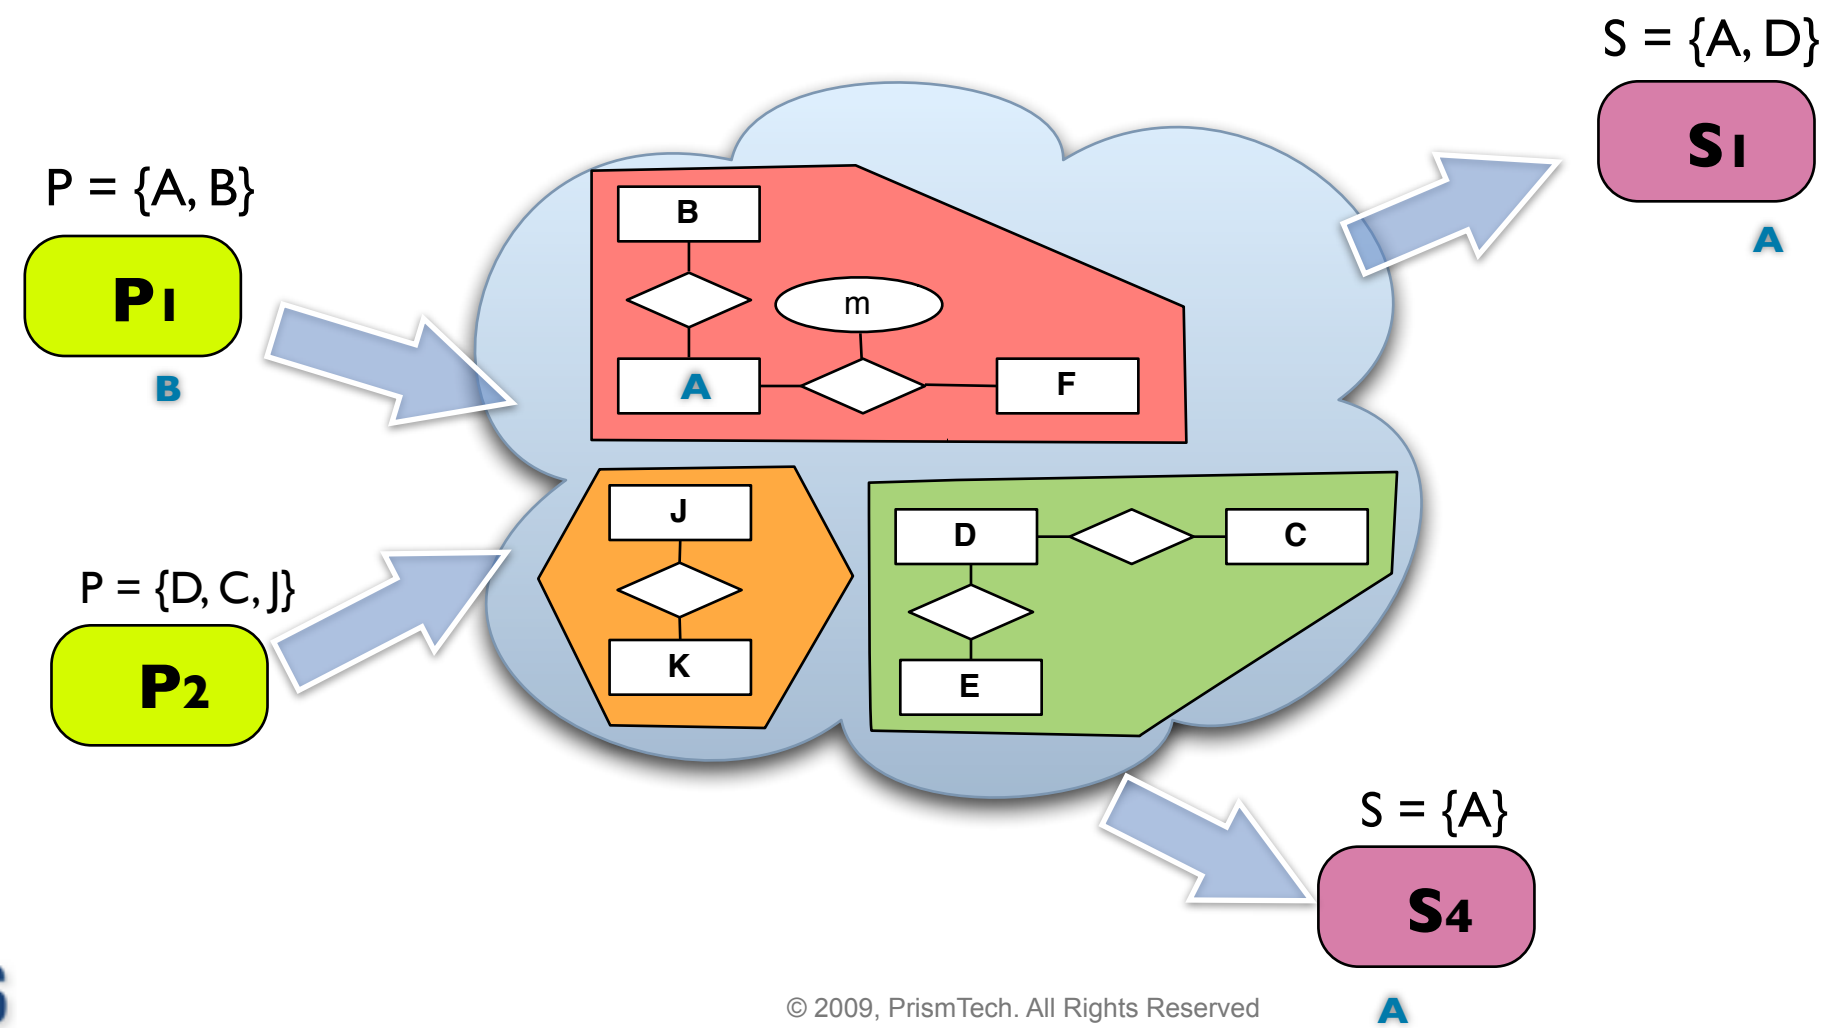 S = {A, D}
S1
A
P = {A, B}
P1
B
B
m
A
F
J
K
D
C
E
P = {D, C, J}
P2
S = {A}
S4
A
© 2009, PrismTech. All Rights Reserved